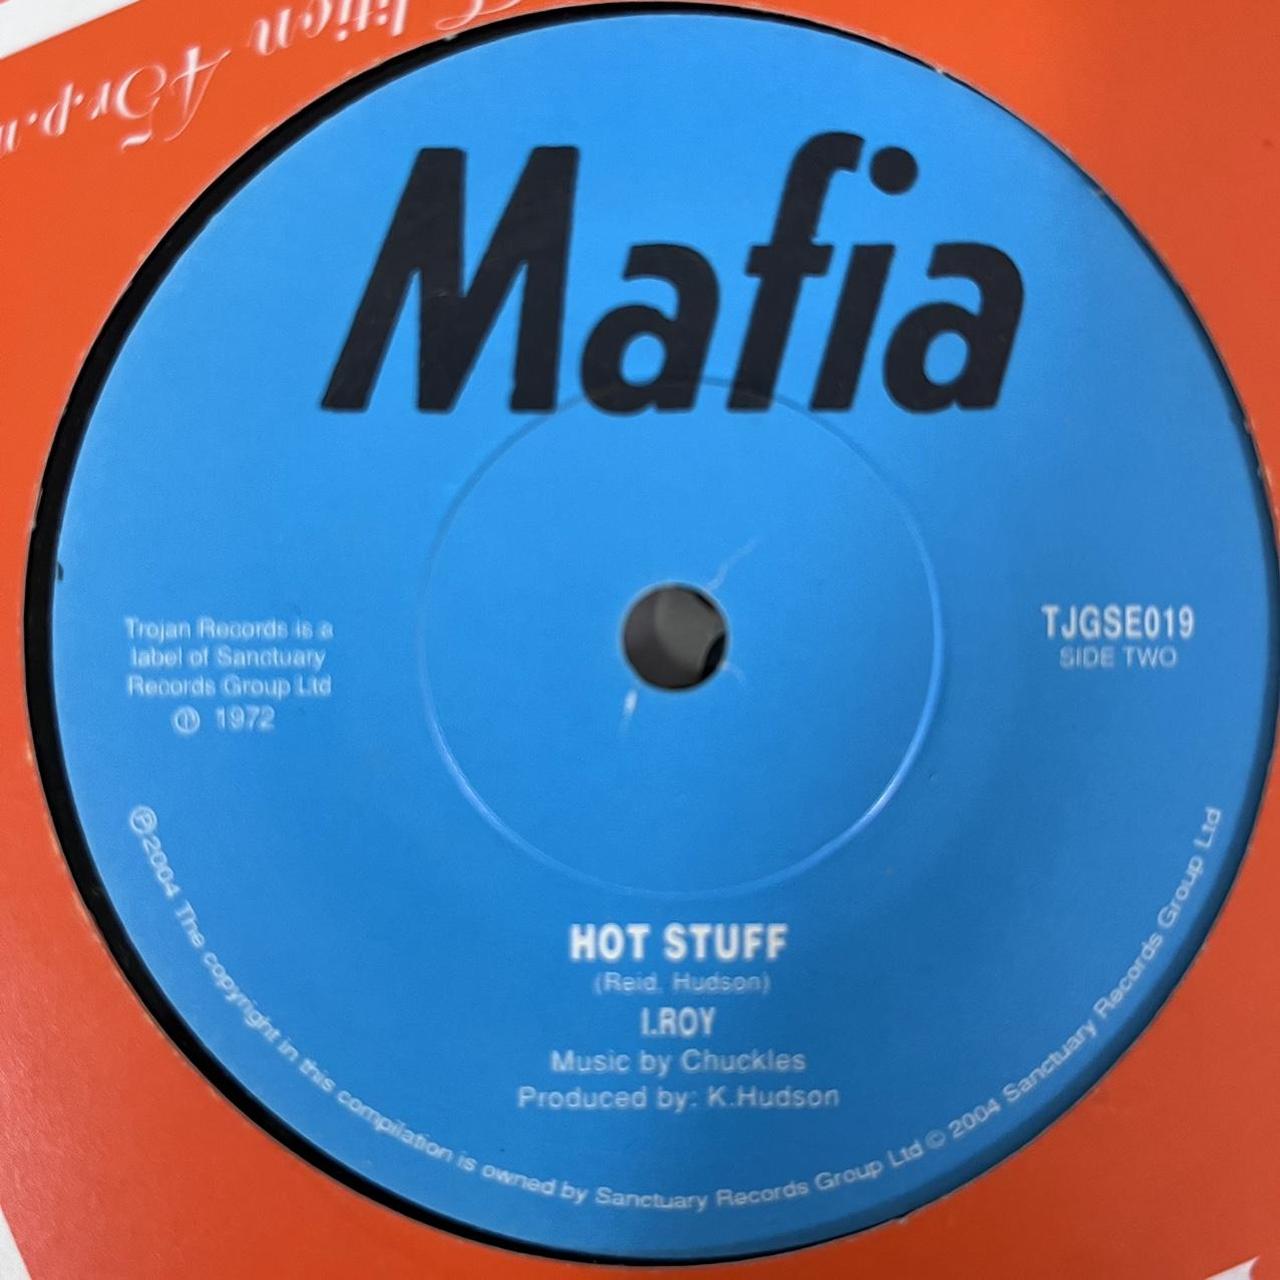 45 r.p.
Mafia
Trojan Records is a
label of Sanctuary
Records Group Ltd
℗ 1972
TJGSE019
SIDE TWO
HOT STUFF
(Reid, Hudson)
I.ROY
Music by Chuckles
Produced by: K.Hudson
℗2004 The copyright in this compilation is owned by Sanctuary Records Group Ltd © 2004 Sanctuary Records Group Ltd